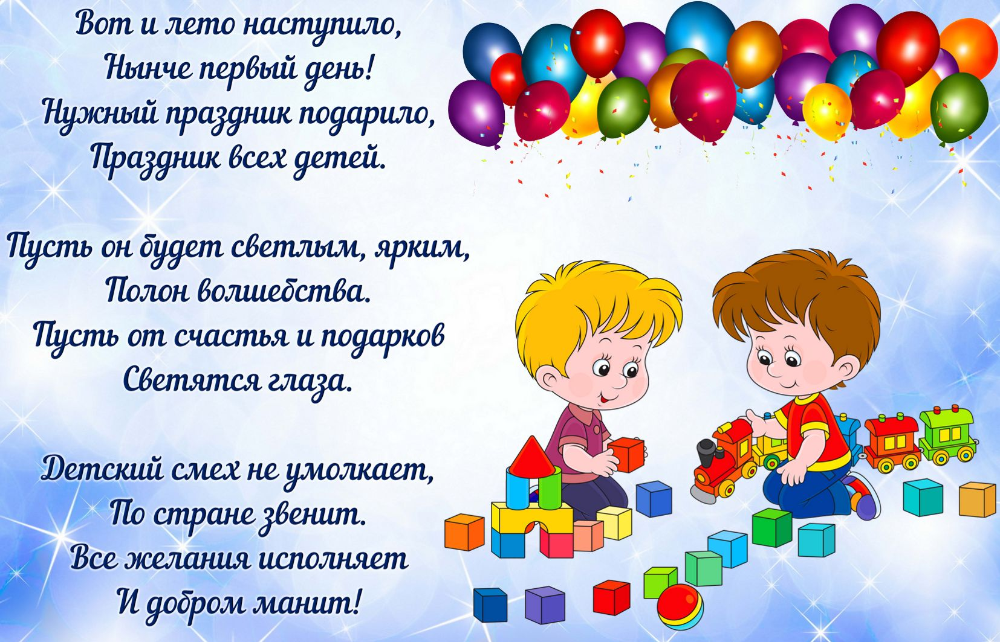 Вот и лето наступило,
Нынче первый день!
Нужный праздник подарило,
Праздник всех детей.
Пусть он будет светлым, ярким,
Полон волшебства.
Пусть от счастья и подарков
Светятся глаза.
Детский смех не умолкает,
По стране звенит.
Все желания исполняет
И добром манит!